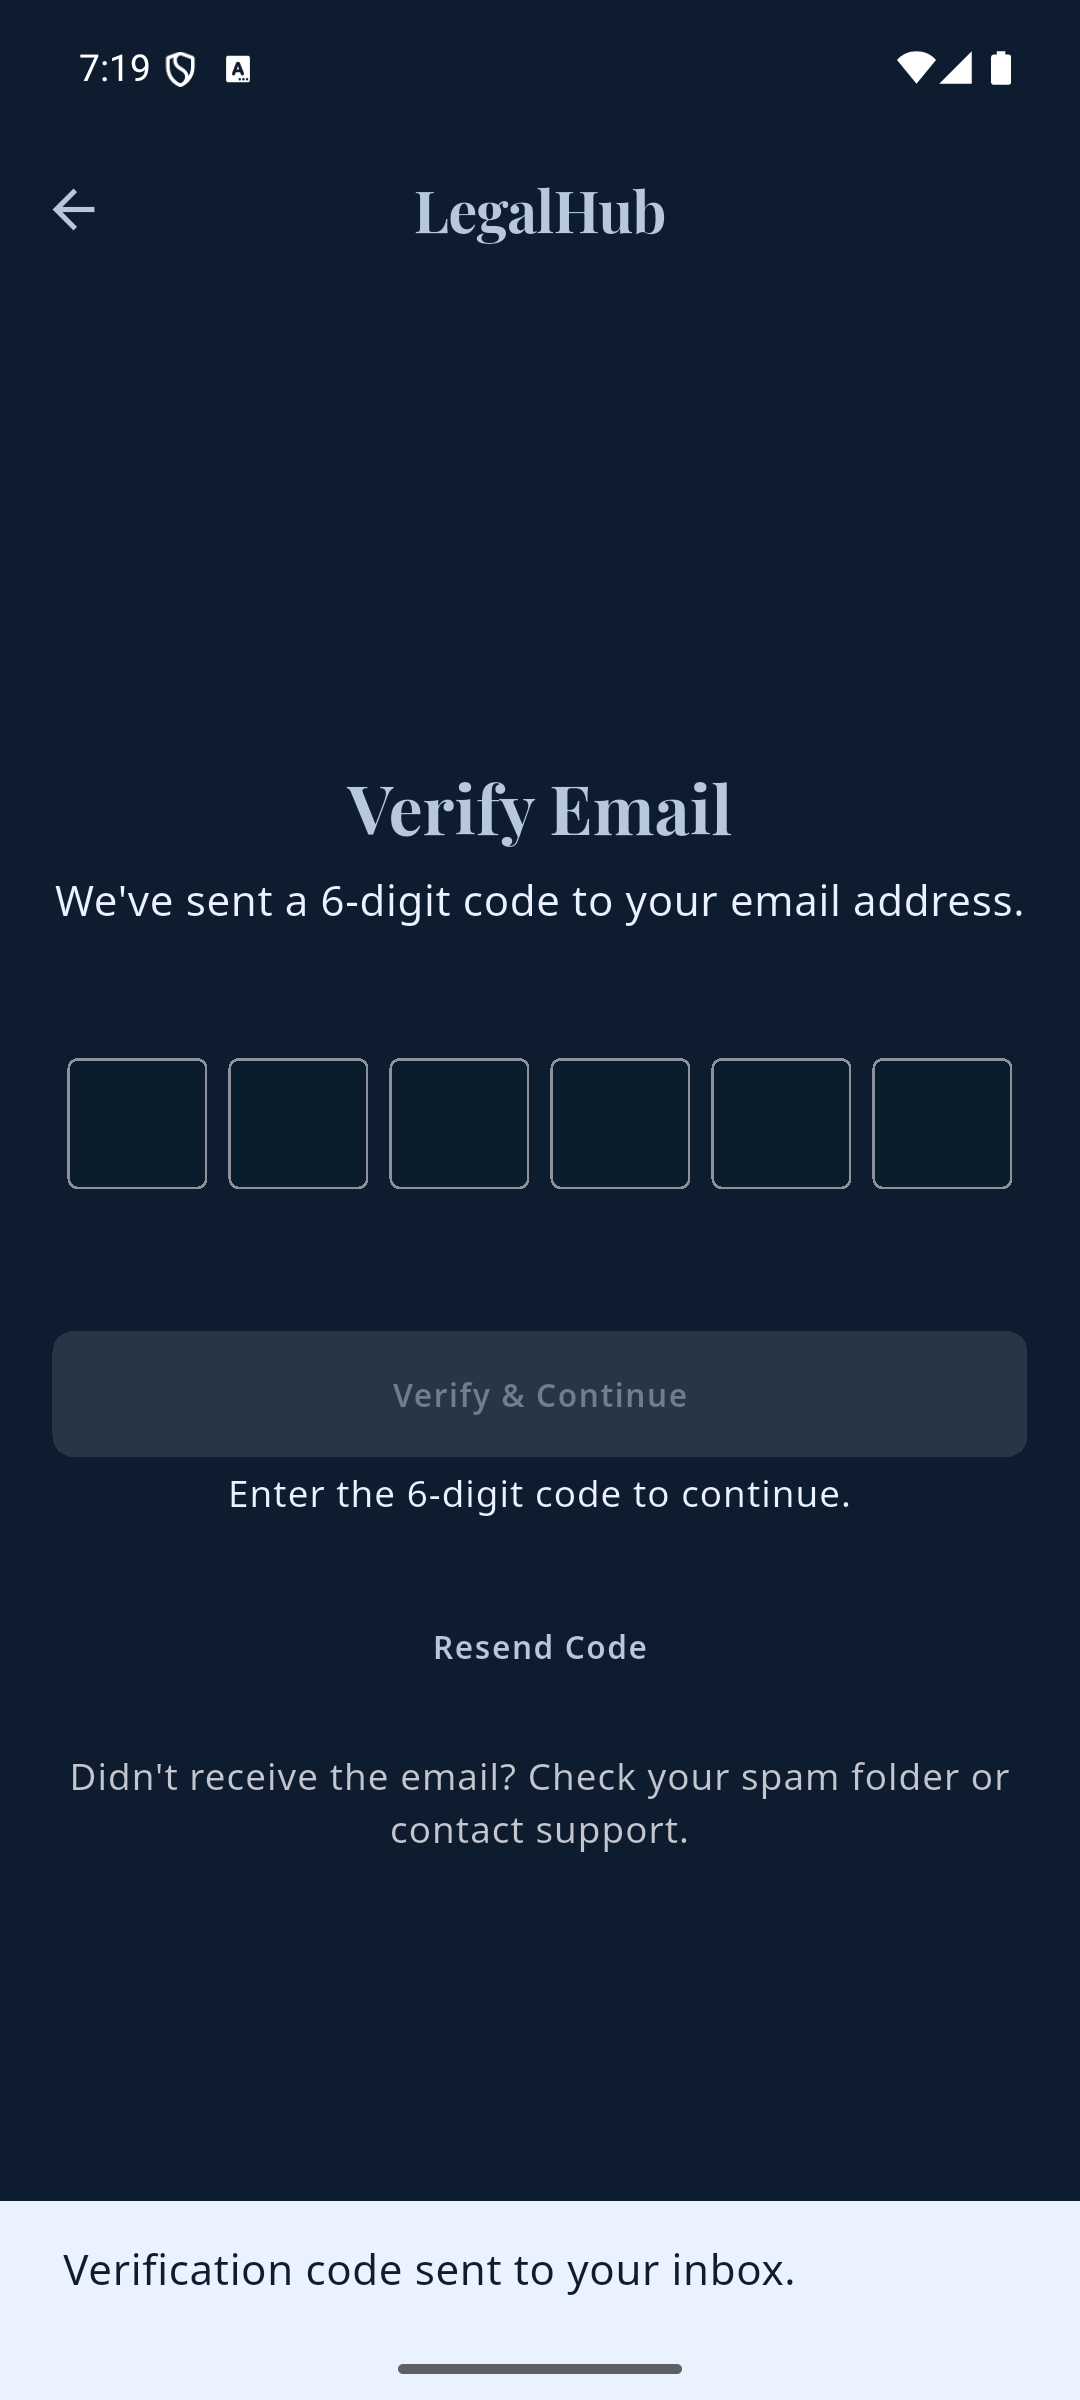 7:19
LegalHub
Verify Email
We've sent a 6-digit code to your email address.
Verify & Continue
Enter the 6-digit code to continue.
Resend Code
Didn't receive the email? Check your spam folder or
contact support.
Verification code sent to your inbox.